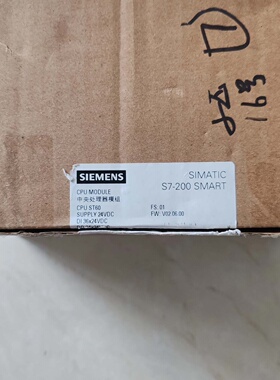 D
163
SIEMENS
SIMATIC
S7-200 SMART
CPU MODULE
中央处理器模组
CPU ST60
SUPPLY 24VDC
DI 36x24VDC
FS: 01
FW: V02.06.00